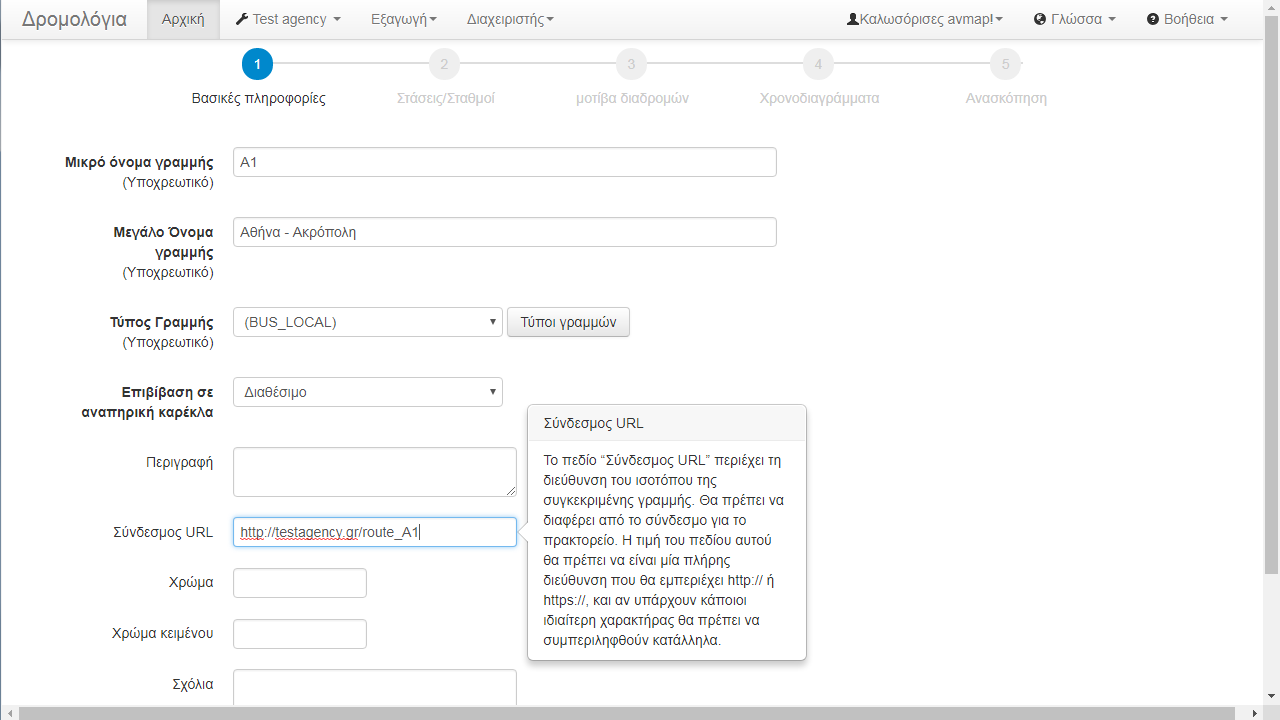 Δρομολόγια Αρχική Test agency Εξαγωγή Διαχειριστής Καλωσόρισες avmap! Γλώσσα Βοήθεια
1 2 3 4 5
Βασικές πληροφορίες Στάσεις/Σταθμοί μοτίβα διαδρομών Χρονοδιαγράμματα Ανασκόπηση
Μικρό όνομα γραμμής A1
(Υποχρεωτικό)
Μεγάλο Όνομα Αθήνα - Ακρόπολη
γραμμής
(Υποχρεωτικό)
Τύπος Γραμμής (BUS_LOCAL) Τύποι γραμμών
(Υποχρεωτικό)
Επιβίβαση σε Διαθέσιμο
αναπηρική καρέκλα
Περιγραφή
Σύνδεσμος URL http://testagency.gr/route_A1
Χρώμα
Χρώμα κειμένου
Σχόλια
Σύνδεσμος URL
Το πεδίο “Σύνδεσμος URL” περιέχει τη
διεύθυνση του ισοτόπου της
συγκεκριμένης γραμμής. Θα πρέπει να
διαφέρει από το σύνδεσμο για το
πρακτορείο. Η τιμή του πεδίου αυτού
θα πρέπει να είναι μία πλήρης
διεύθυνση που θα εμπεριέχει http:// ή
https://, και αν υπάρχουν κάποιοι
ιδιαίτερη χαρακτήρας θα πρέπει να
συμπεριληφθούν κατάλληλα.